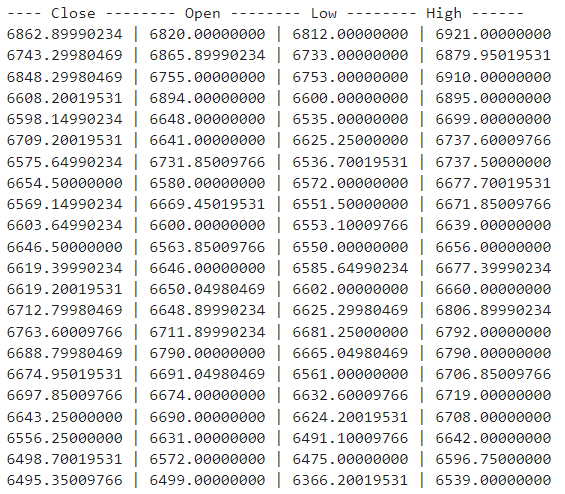 ---- Close -------- Open -------- Low -------- High ------
6862.89990234 | 6820.00000000 | 6812.00000000 | 6921.00000000
6743.29980469 | 6865.89990234 | 6733.00000000 | 6879.95019531
6848.29980469 | 6755.00000000 | 6753.00000000 | 6910.00000000
6608.20019531 | 6894.00000000 | 6600.00000000 | 6895.00000000
6598.14990234 | 6648.00000000 | 6535.00000000 | 6699.00000000
6709.20019531 | 6641.00000000 | 6625.25000000 | 6737.60009766
6575.64990234 | 6731.85009766 | 6536.70019531 | 6737.50000000
6654.50000000 | 6580.00000000 | 6572.00000000 | 6677.70019531
6569.14990234 | 6669.45019531 | 6551.50000000 | 6671.85009766
6603.64990234 | 6600.00000000 | 6553.10009766 | 6639.00000000
6646.50000000 | 6563.85009766 | 6550.00000000 | 6656.00000000
6619.39990234 | 6646.00000000 | 6585.64990234 | 6677.39990234
6619.20019531 | 6650.04980469 | 6602.00000000 | 6660.00000000
6712.79980469 | 6648.89990234 | 6625.29980469 | 6806.89990234
6763.60009766 | 6711.89990234 | 6681.25000000 | 6792.00000000
6688.79980469 | 6790.00000000 | 6665.04980469 | 6790.00000000
6674.95019531 | 6691.04980469 | 6561.00000000 | 6706.85009766
6697.85009766 | 6674.00000000 | 6632.60009766 | 6719.00000000
6643.25000000 | 6690.00000000 | 6624.20019531 | 6708.00000000
6556.25000000 | 6631.00000000 | 6491.10009766 | 6642.00000000
6498.70019531 | 6572.00000000 | 6475.00000000 | 6596.75000000
6495.35009766 | 6499.00000000 | 6366.20019531 | 6539.00000000